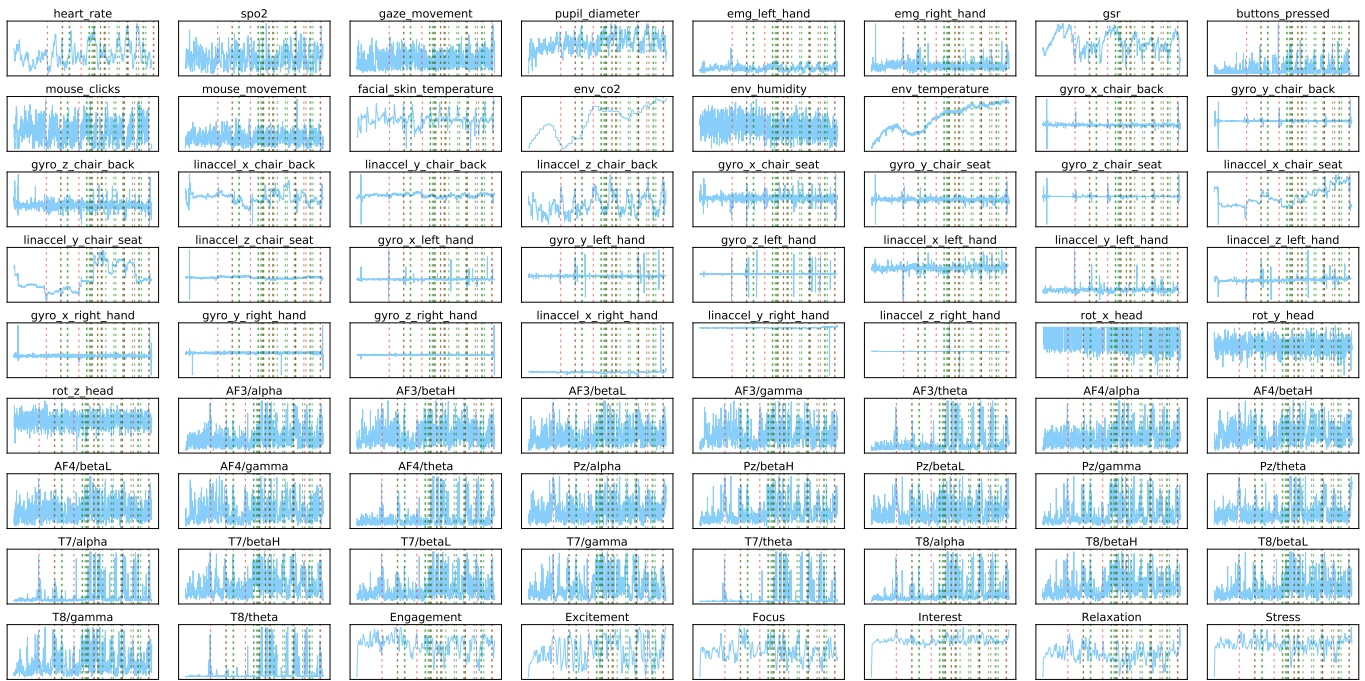 heart_rate spo2 gaze_movement pupil_diameter emg_left_hand emg_right_hand gsr buttons_pressed
mouse_clicks mouse_movement facial_skin_temperature env_co2 env_humidity env_temperature gyro_x_chair_back gyro_y_chair_back
gyro_z_chair_back linaccel_x_chair_back linaccel_y_chair_back linaccel_z_chair_back gyro_x_chair_seat gyro_y_chair_seat gyro_z_chair_seat linaccel_x_chair_seat
linaccel_y_chair_seat linaccel_z_chair_seat gyro_x_left_hand gyro_y_left_hand gyro_z_left_hand linaccel_x_left_hand linaccel_y_left_hand linaccel_z_left_hand
gyro_x_right_hand gyro_y_right_hand gyro_z_right_hand linaccel_x_right_hand linaccel_y_right_hand linaccel_z_right_hand rot_x_head rot_y_head
rot_z_head AF3/alpha AF3/betaH AF3/betaL AF3/gamma AF3/theta AF4/alpha AF4/betaH
AF4/betaL AF4/gamma AF4/theta Pz/alpha Pz/betaH Pz/betaL Pz/gamma Pz/theta
T7/alpha T7/betaH T7/betaL T7/gamma T7/theta T8/alpha T8/betaH T8/betaL
T8/gamma T8/theta Engagement Excitement Focus Interest Relaxation Stress